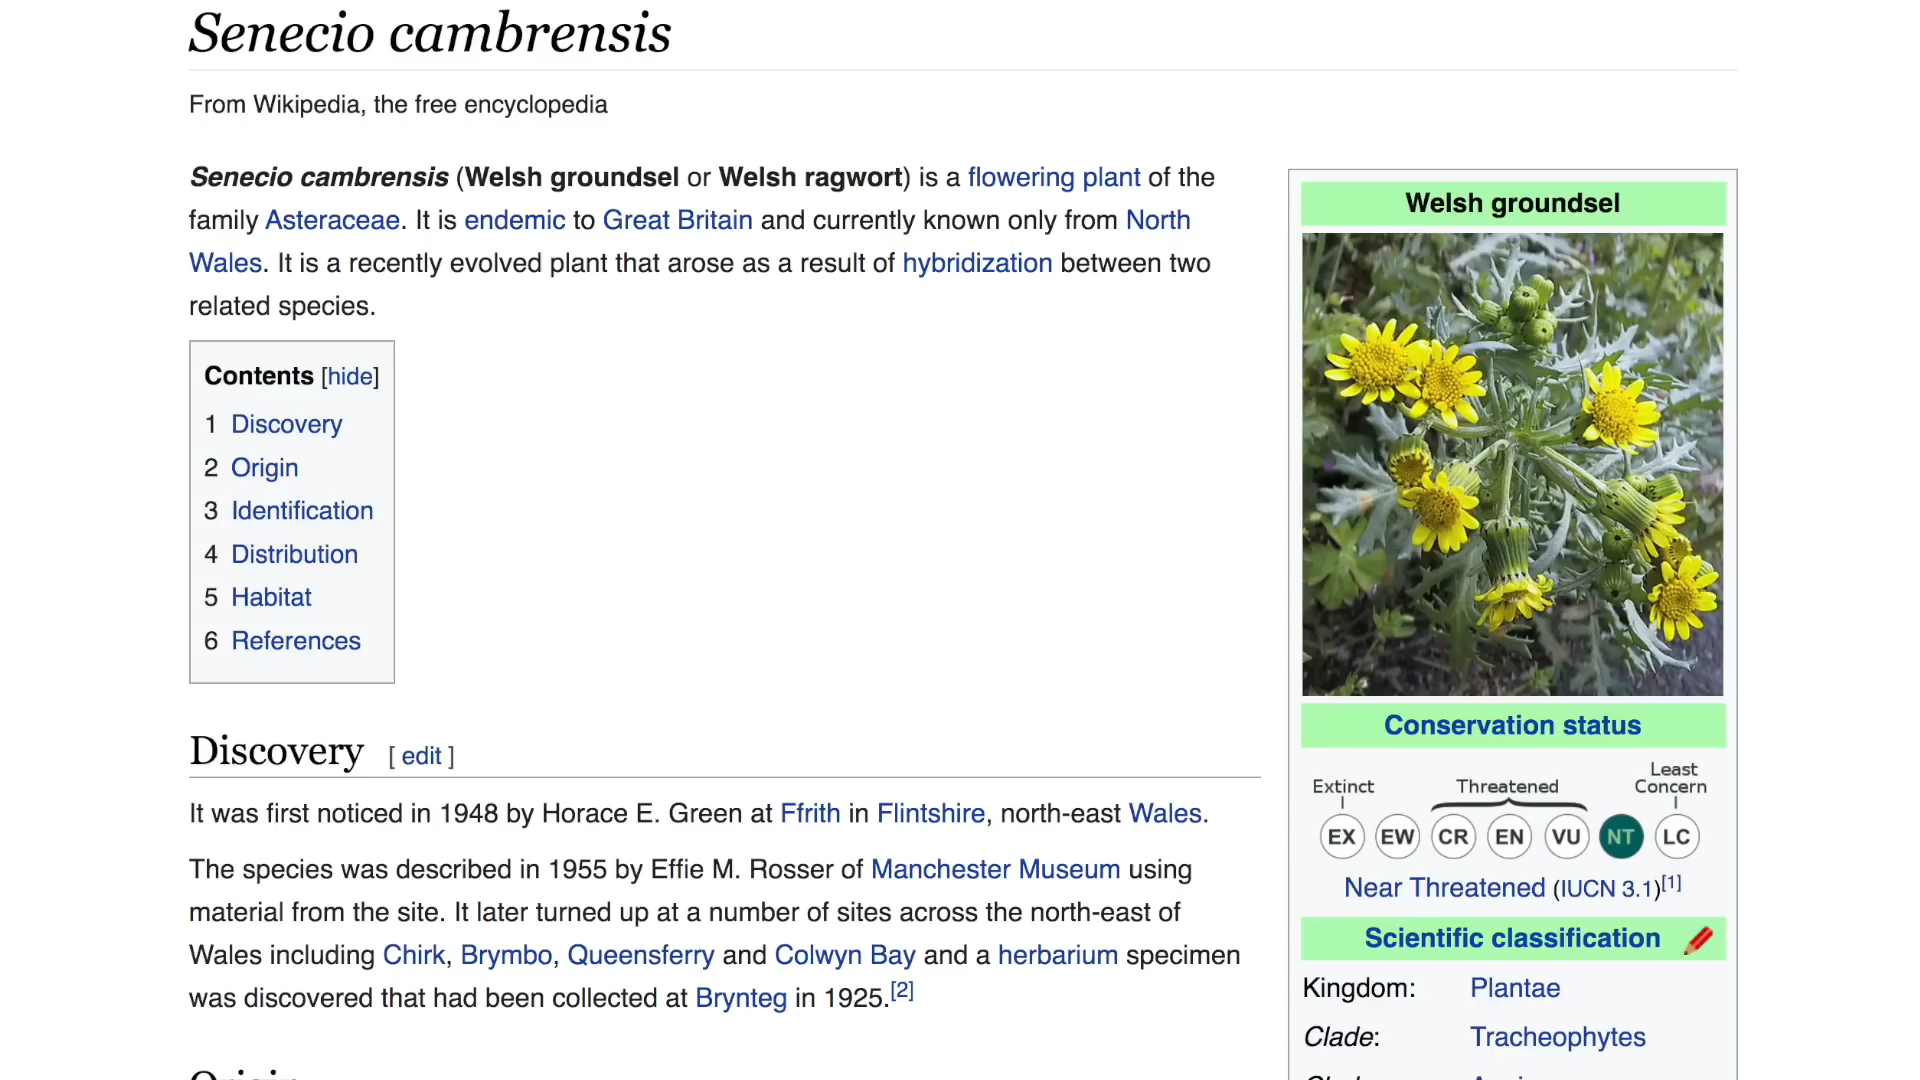 Senecio cambrensis
From Wikipedia, the free encyclopedia
Senecio cambrensis (Welsh groundsel or Welsh ragwort) is a flowering plant of the
family Asteraceae. It is endemic to Great Britain and currently known only from North
Wales. It is a recently evolved plant that arose as a result of hybridization between two
related species.
Contents [hide]
1 Discovery
2 Origin
3 Identification
4 Distribution
5 Habitat
6 References
Discovery [ edit ]
It was first noticed in 1948 by Horace E. Green at Ffrith in Flintshire, north-east Wales.
The species was described in 1955 by Effie M. Rosser of Manchester Museum using
material from the site. It later turned up at a number of sites across the north-east of
Wales including Chirk, Brymbo, Queensferry and Colwyn Bay and a herbarium specimen
was discovered that had been collected at Brynteg in 1925.[2]
Origin
Welsh groundsel
Conservation status
Extinct Threatened Least Concern
EX EW CR EN VU NT LC
Near Threatened (IUCN 3.1)[1]
Scientific classification
Kingdom: Plantae
Clade: Tracheophytes